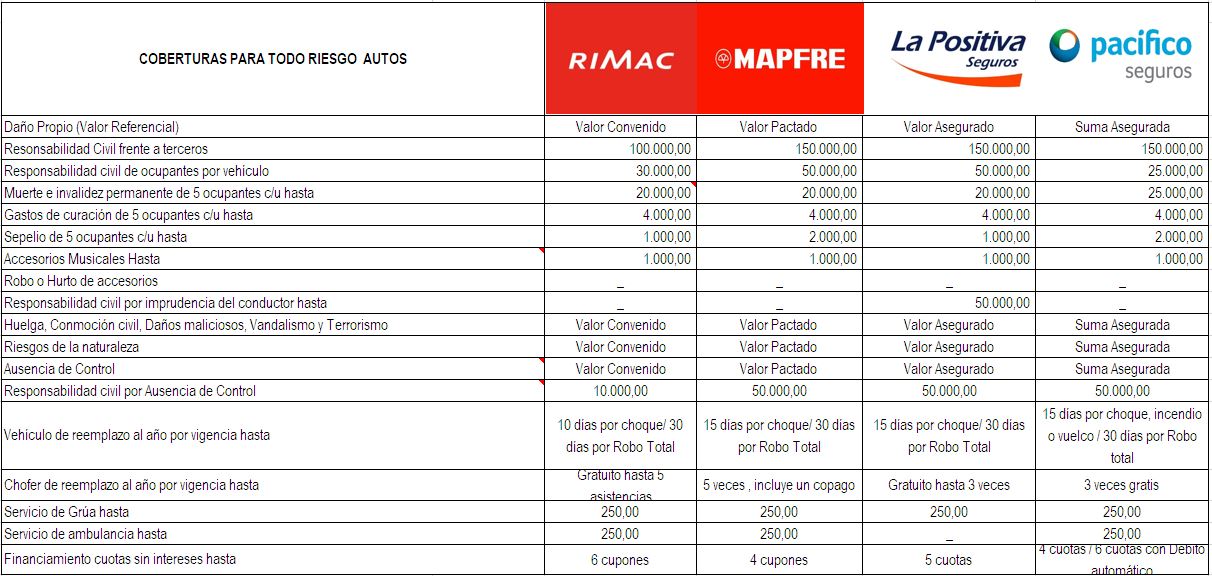 COBERTURAS PARA TODO RIESGO AUTOS RIMAC MAPFRE La Positiva Seguros pacífico seguros
Daño Propio (Valor Referencial) Valor Convenido Valor Pactado Valor Asegurado Suma Asegurada
Resonsabilidad Civil frente a terceros 100.000,00 150.000,00 150.000,00 150.000,00
Responsabilidad civil de ocupantes por vehículo 30.000,00 50.000,00 50.000,00 25.000,00
Muerte e invalidez permanente de 5 ocupantes c/u hasta 20.000,00 20.000,00 20.000,00 25.000,00
Gastos de curación de 5 ocupantes c/u hasta 4.000,00 4.000,00 4.000,00 4.000,00
Sepelio de 5 ocupantes c/u hasta 1.000,00 2.000,00 1.000,00 2.000,00
Accesorios Musicales Hasta 1.000,00 1.000,00 1.000,00 1.000,00
Robo o Hurto de accesorios _ _ _ _
Responsabilidad civil por imprudencia del conductor hasta _ _ 50.000,00 _
Huelga, Conmoción civil, Daños maliciosos, Vandalismo y Terrorismo Valor Convenido Valor Pactado Valor Asegurado Suma Asegurada
Riesgos de la naturaleza Valor Convenido Valor Pactado Valor Asegurado Suma Asegurada
Ausencia de Control Valor Convenido Valor Pactado Valor Asegurado Suma Asegurada
Responsabilidad civil por Ausencia de Control 10.000,00 50.000,00 50.000,00 50.000,00
Vehículo de reemplazo al año por vigencia hasta
10 dias por choque/ 30
dias por Robo Total
15 dias por choque/ 30 dias
por Robo Total
15 dias por choque/ 30
dias por Robo Total
15 dias por choque, incendio
o vuelco / 30 dias por Robo
total
Chofer de reemplazo al año por vigencia hasta
Gratuito hasta 5
asistencias
5 veces , incluye un copago
Gratuito hasta 3 veces
3 veces gratis
Servicio de Grúa hasta 250,00 250,00 250,00 250,00
Servicio de ambulancia hasta 250,00 250,00 _ 250,00
Financiamiento cuotas sin intereses hasta 6 cupones 4 cupones 5 cuotas
4 cuotas / 6 cuotas con Debito
automático